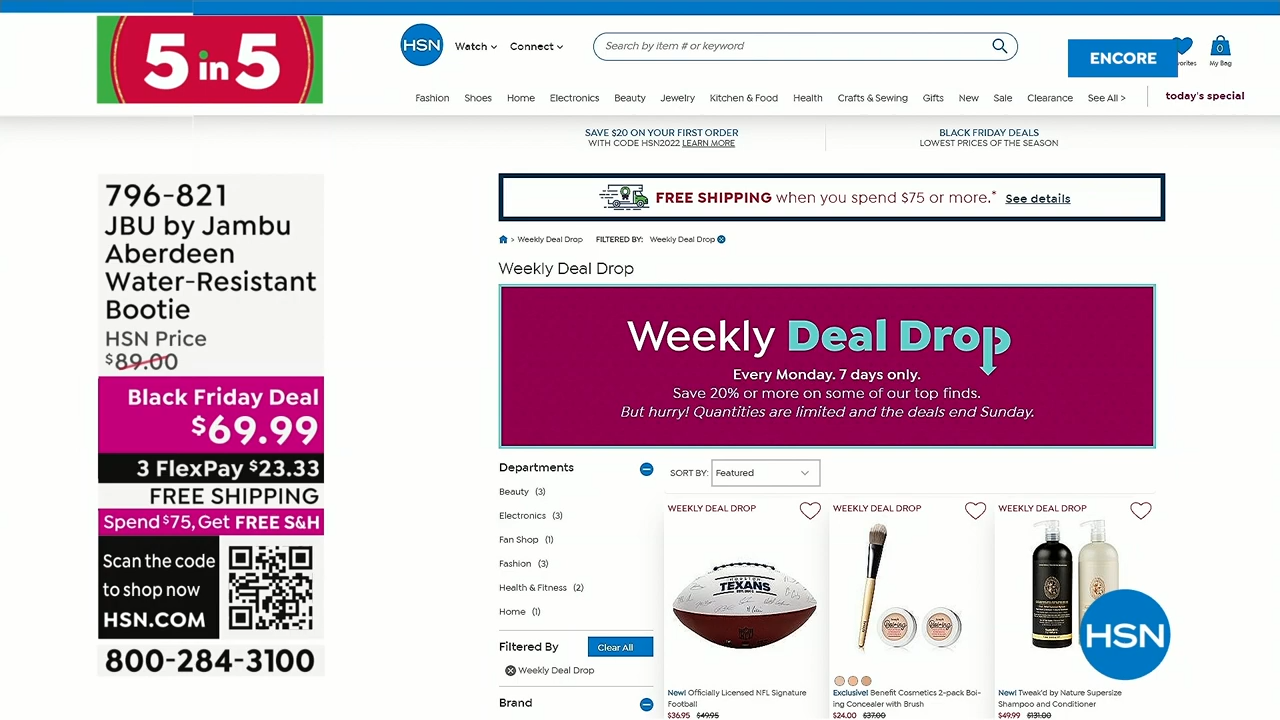 5 in 5
HSN
Watch
Connect
Search by item # or keyword
ENCORE
vorites
0
My Bag
Fashion Shoes Home Electronics Beauty Jewelry Kitchen & Food Health Crafts & Sewing Gifts New Sale Clearance See All > today's special
SAVE $20 ON YOUR FIRST ORDER
WITH CODE HSN2022 LEARN MORE
BLACK FRIDAY DEALS
LOWEST PRICES OF THE SEASON
796-821
JBU by Jambu
Aberdeen
Water-Resistant
Bootie
HSN Price
$89.00
Black Friday Deal
$69.99
3 FlexPay $23.33
FREE SHIPPING
Spend $75, Get FREE S&H
Scan the code
to shop now
HSN.COM
800-284-3100
FREE SHIPPING when you spend $75 or more.* See details
> Weekly Deal Drop FILTERED BY: Weekly Deal Drop
Weekly Deal Drop
Weekly Deal Drop
Every Monday. 7 days only.
Save 20% or more on some of our top finds.
But hurry! Quantities are limited and the deals end Sunday.
Departments
Beauty (3)
Electronics (3)
Fan Shop (1)
Fashion (3)
Health & Fitness (2)
Home (1)
Filtered By
Clear All
Weekly Deal Drop
Brand
SORT BY: Featured
WEEKLY DEAL DROP
HOUSTON
TEXANS
New! Officially Licensed NFL Signature
Football
$36.95 $49.95
WEEKLY DEAL DROP
Exclusive! Benefit Cosmetics 2-pack Boi-
ing Concealer with Brush
$24.00 $37.00
WEEKLY DEAL DROP
New! Tweak'd by Nature Supersize
Shampoo and Conditioner
$49.99 $131.00
HSN